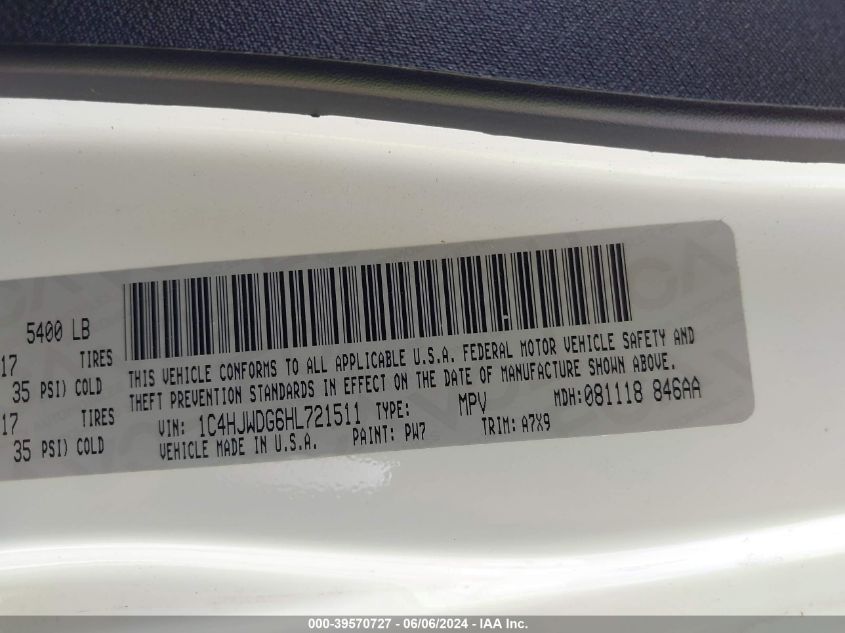 5400 LB
17 TIRES
35 PSI) COLD
17 TIRES
35 PSI) COLD
THIS VEHICLE CONFORMS TO ALL APPLICABLE U.S.A. FEDERAL MOTOR VEHICLE SAFETY AND
THEFT PREVENTION STANDARDS IN EFFECT ON THE DATE OF MANUFACTURE SHOWN ABOVE.
VIN: 1C4HJWDG6HL721511 TYPE: MPV MDH: 081118 846AA
VEHICLE MADE IN U.S.A. PAINT: PW7 TRIM: A7X9
000-39570727 - 06/06/2024 - IAA Inc.